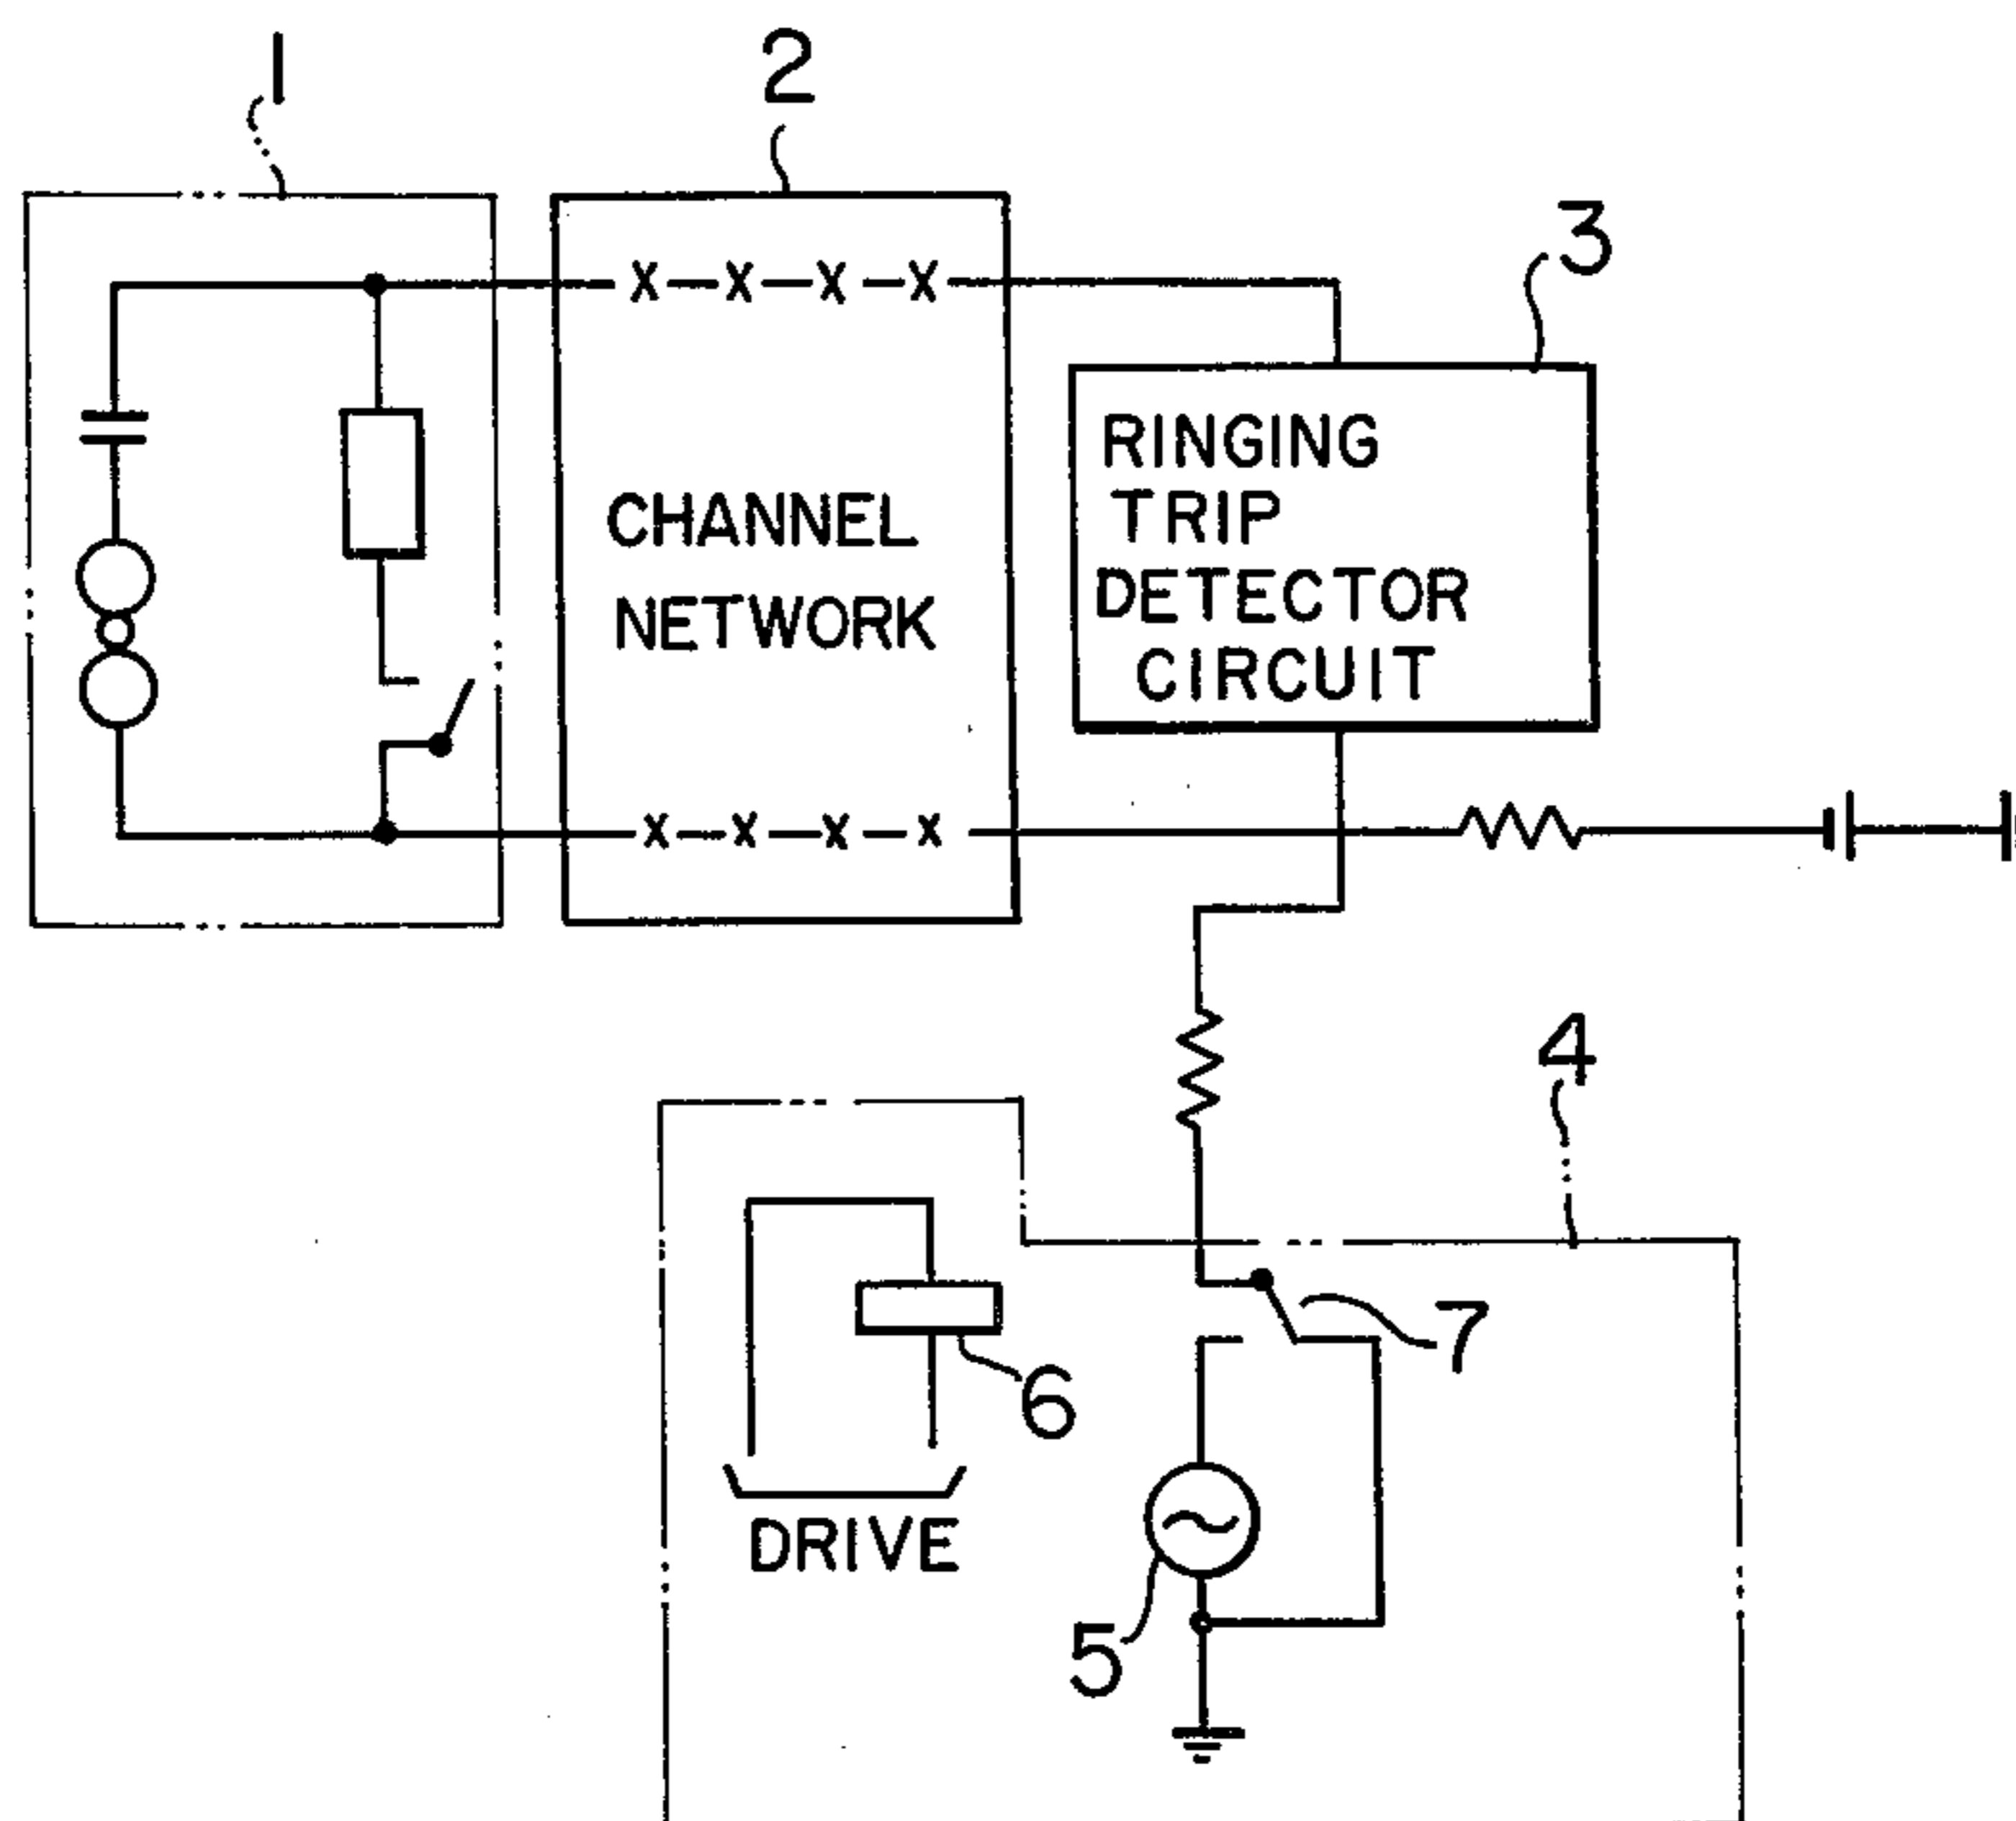 1
2
3
RINGING
TRIP
DETECTOR
CIRCUIT
CHANNEL
NETWORK
4
7
6
DRIVE
5